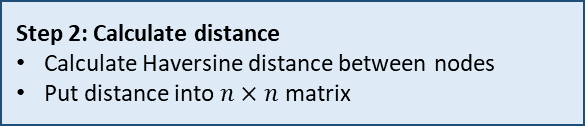 Step 2: Calculate distance
• Calculate Haversine distance between nodes
• Put distance into n × n matrix